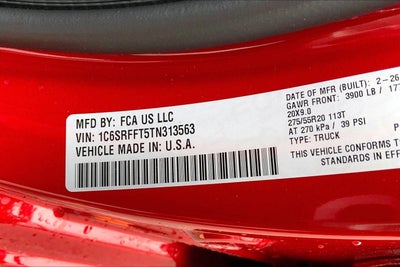 MFD BY: FCA US LLC
VIN: 1C6SRFFT5TN313563
VEHICLE MADE IN: U.S.A.
DATE OF MFR (BUILT): 2-26
GAWR FRONT: 3900 LB / 17
20X9.0
275/55R20 113T
AT 270 kPa / 39 PSI
TYPE: TRUCK
THIS VEHICLE CONFORMS TO
STANDARDS IN EFFE